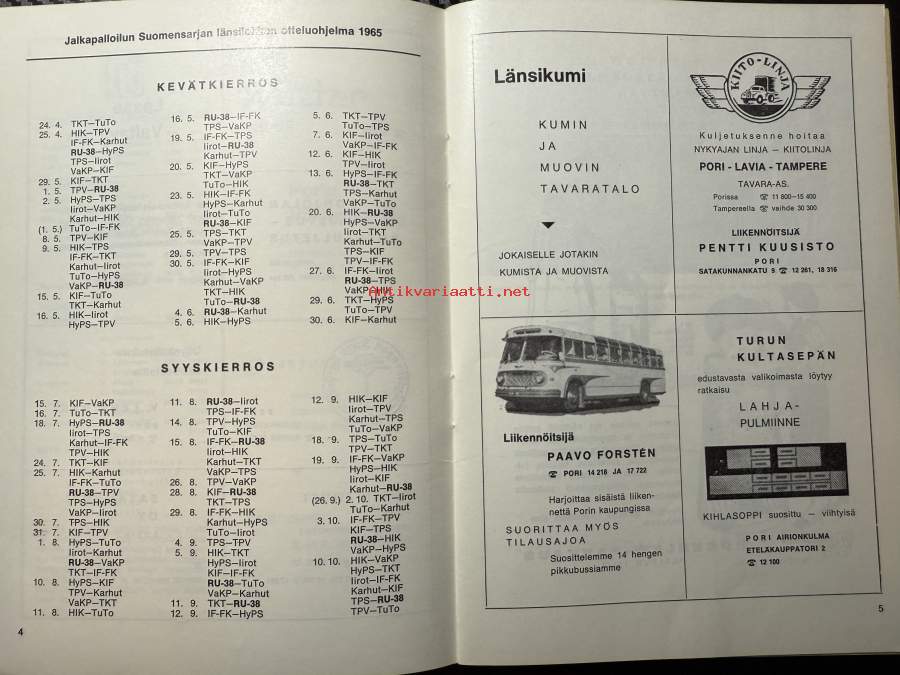 Jalkapalloilun Suomensarjan länsilohkon otteluohjelma 1965
KEVÄTKIERROS
24. 4. TKT–TuTo
25. 4. HIK–TPV
IF-FK–Karhut
RU-38–HyPS
TPS–Iirot
VaKP–KIF
29. 5. KIF–TKT
1. 5. TPV–RU-38
2. 5. HyPS–TPS
Iirot–VaKP
Karhut–HIK
(1. 5.) TuTo–IF-FK
8. 5. TPV–KIF
9. 5. HIK–TPS
IF-FK–TKT
Karhut–Iirot
TuTo–HyPS
VaKP–RU-38
15. 5. KIF–TuTo
TKT–Karhut
16. 5. HIK–Iirot
HyPS–TPV
16. 5. RU-38–IF-FK
TPS–VaKP
19. 5. IF-FK–TPS
Iirot–RU-38
Karhut–TPV
20. 5. KIF–HyPS
TKT–VaKP
TuTo–HIK
23. 5. HIK–IF-FK
HyPS–Karhut
Iirot–TuTo
RU-38–KIF
25. 5. TPS–TKT
VaKP–TPV
29. 5. TPV–TPS
30. 5. KIF–IF-FK
Iirot–HyPS
Karhut–VaKP
TKT–HIK
TuTo–RU-38
4. 6. RU-38–Karhut
5. 6. HIK–HyPS
5. 6. TKT–TPV
TuTo–TPS
7. 6. KIF–Iirot
VaKP–IF-FK
12. 6. KIF–HIK
TPV–Iirot
13. 6. HyPS–IF-FK
RU-38–TKT
TPS–Karhut
VaKP–TuTo
20. 6. HIK–RU-38
HyPS–VaKP
Iirot–TKT
Karhut–TuTo
TPS–KIF
TPV–IF-FK
27. 6. IF-FK–Iirot
RU-38–TPS
VaKP–HIK
29. 6. TKT–HyPS
TuTo–TPV
30. 6. KIF–Karhut
SYYSKIERROS
15. 7. KIF–VaKP
16. 7. TuTo–TKT
18. 7. HyPS–RU-38
Iirot–TPS
Karhut–IF-FK
TPV–HIK
24. 7. TKT–KIF
25. 7. HIK–Karhut
IF-FK–TuTo
RU-38–TPV
TPS–HyPS
VaKP–Iirot
30. 7. TPS–HIK
31. 7. KIF–TPV
1. 8. HyPS–TuTo
Iirot–Karhut
RU-38–VaKP
TKT–IF-FK
10. 8. HyPS–KIF
TPV–Karhut
VaKP–TKT
11. 8. HIK–TuTo
11. 8. RU-38–Iirot
TPS–IF-FK
TuTo–KIF
14. 8. TPV–HyPS
15. 8. IF-FK–RU-38
Iirot–HIK
Karhut–TKT
VaKP–TPS
26. 8. TPV–VaKP
28. 8. KIF–RU-38
TKT–TPS
29. 8. IF-FK–HIK
Karhut–HyPS
TuTo–Iirot
4. 9. TPS–TPV
5. 9. HIK–TKT
HyPS–Iirot
KIF–IF-FK
RU-38–TuTo
VaKP–Karhut
11. 9. TKT–RU-38
12. 9. IF-FK–HyPS
12. 9. HIK–KIF
Iirot–TPV
Karhut–TPS
TuTo–VaKP
18. 9. TPS–TuTo
TPV–TKT
19. 9. IF-FK–VaKP
HyPS–HIK
Iirot–KIF
Karhut–RU-38
(26. 9.) 2. 10. TKT–Iirot
TuTo–Karhut
3. 10. IF-FK–TPV
KIF–TPS
RU-38–HIK
VaKP–HyPS
10. 10. HIK–VaKP
HyPS–TKT
Iirot–IF-FK
Karhut–KIF
TPS–RU-38
TPV–TuTo
4
Länsikumi
KUMIN
JA
MUOVIN
TAVARATALO
JOKAISELLE JOTAKIN
KUMISTA JA MUOVISTA
KIITO-LINJA
Kuljetuksenne hoitaa
NYKYAJAN LINJA – KIITOLINJA
PORI - LAVIA - TAMPERE
TAVARA-AS.
Porissa ☎ 11 800–15 400
Tampereella ☎ vaihde 30 300
LIIKENNÖITSIJÄ
PENTTI KUUSISTO
PORI
SATAKUNNANKATU 9 ☎ 12 261, 18 316
Liikennöitsijä
PAAVO FORSTÉN
☎ PORI 14 218 JA 17 722
Harjoittaa sisäistä liiken-
nettä Porin kaupungissa
SUORITTAA MYÖS
TILAUSAJOA
Suosittelemme 14 hengen
pikkubussiamme
TURUN
KULTASEPÄN
edustavasta valikoimasta löytyy
ratkaisu
LAHJA-
PULMIINNE
KIHLASOPPI suosittu – viihtyisä
PORI AIRIONKULMA
ETELÄKAUPPATORI 2
☎ 12 100
5
Antikvariaatti.net